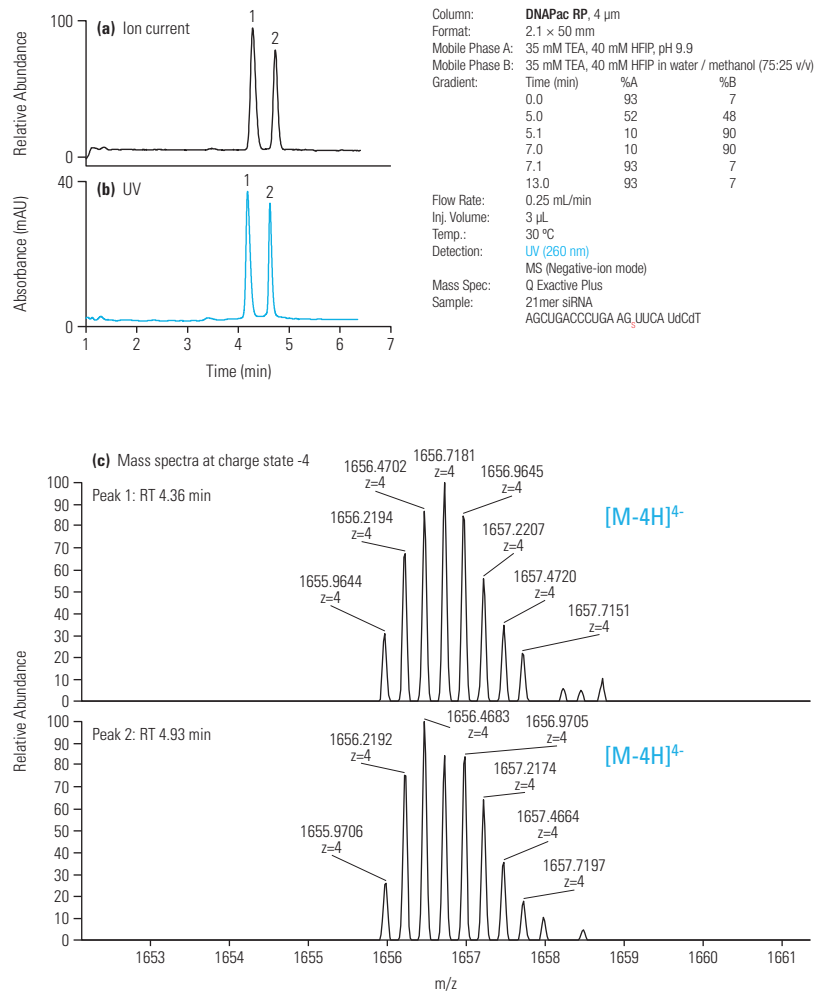 (a) Ion current
Relative Abundance
100
0
1
2
(b) UV
Absorbance (mAU)
40
0
1
2
1 2 3 4 5 6 7
Time (min)
Column: DNAPac RP, 4 µm
Format: 2.1 × 50 mm
Mobile Phase A: 35 mM TEA, 40 mM HFIP, pH 9.9
Mobile Phase B: 35 mM TEA, 40 mM HFIP in water / methanol (75:25 v/v)
Gradient: Time (min) %A %B
0.0 93 7
5.0 52 48
5.1 10 90
7.0 10 90
7.1 93 7
13.0 93 7
Flow Rate: 0.25 mL/min
Inj. Volume: 3 µL
Temp.: 30 ºC
Detection: UV (260 nm)
MS (Negative-ion mode)
Mass Spec: Q Exactive Plus
Sample: 21mer siRNA
AGCUGACCCUGA AGsUUCA UdCdT
(c) Mass spectra at charge state -4
Peak 1: RT 4.36 min
Relative Abundance
100
90
80
70
60
50
40
30
20
10
0
1655.9644
z=4
1656.2194
z=4
1656.4702
z=4
1656.7181
z=4
1656.9645
z=4
1657.2207
z=4
1657.4720
z=4
1657.7151
z=4
[M-4H]4-
Peak 2: RT 4.93 min
100
90
80
70
60
50
40
30
20
10
0
1655.9706
z=4
1656.2192
z=4
1656.4683
z=4
1656.9705
z=4
1657.2174
z=4
1657.4664
z=4
1657.7197
z=4
[M-4H]4-
1653 1654 1655 1656 1657 1658 1659 1660 1661
m/z